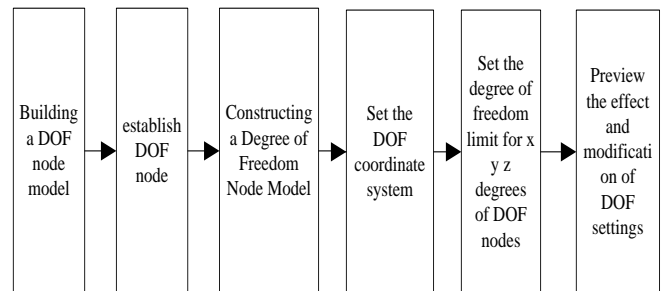 Building
a DOF
node
model
establish
DOF
node
Constructing
a Degree of
Freedom
Node Model
Set the
DOF
coordinate
system
Set the
degree of
freedom
limit for x
y z
degrees
of DOF
nodes
Preview
the effect
and
modificati
on of
DOF
settings